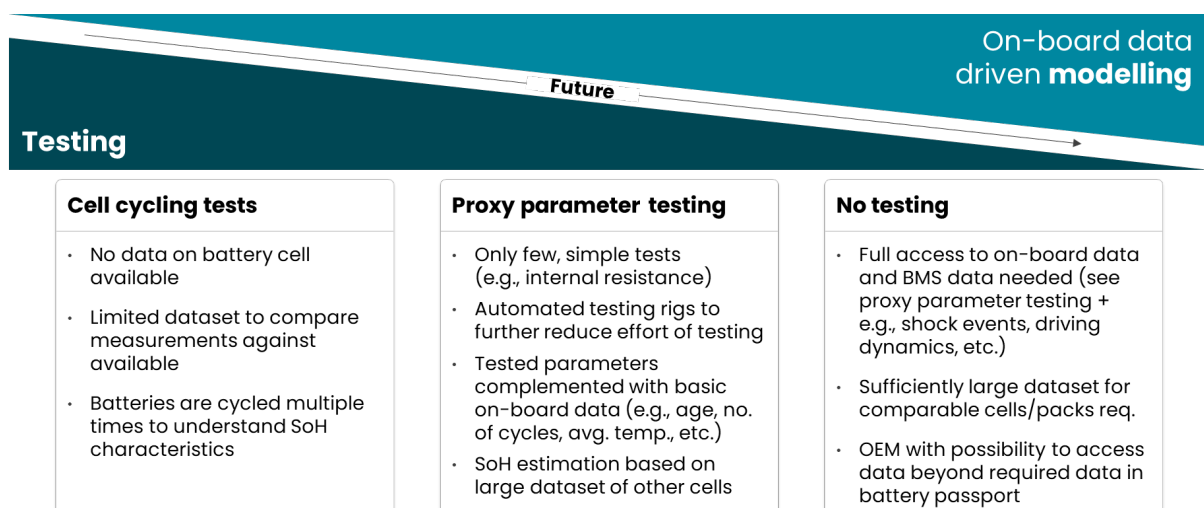 On-board data
driven modelling
Future
Testing
Cell cycling tests
· No data on battery cell
available
· Limited dataset to compare
measurements against
available
· Batteries are cycled multiple
times to understand SoH
characteristics
Proxy parameter testing
· Only few, simple tests
(e.g., internal resistance)
· Automated testing rigs to
further reduce effort of testing
· Tested parameters
complemented with basic
on-board data (e.g., age, no.
of cycles, avg. temp., etc.)
· SoH estimation based on
large dataset of other cells
No testing
· Full access to on-board data
and BMS data needed (see
proxy parameter testing +
e.g., shock events, driving
dynamics, etc.)
· Sufficiently large dataset for
comparable cells/packs req.
· OEM with possibility to access
data beyond required data in
battery passport